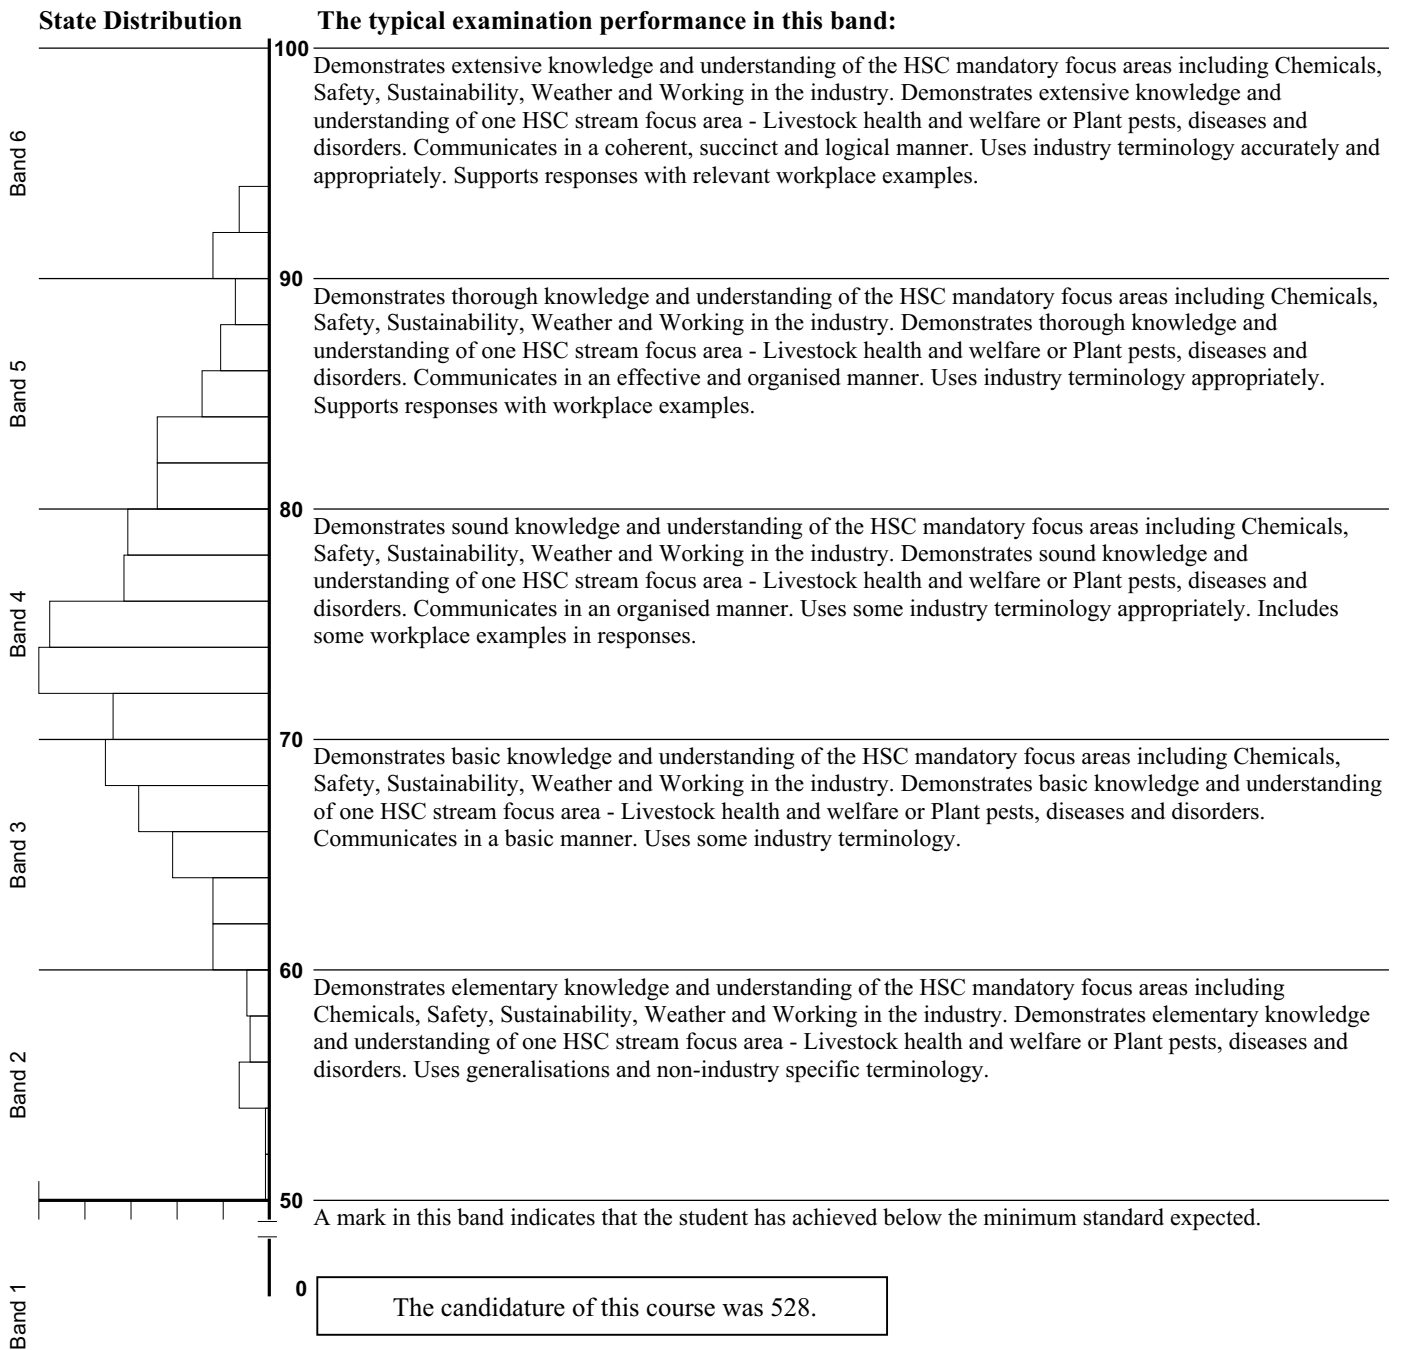 State Distribution
The typical examination performance in this band:
100
Band 6
Demonstrates extensive knowledge and understanding of the HSC mandatory focus areas including Chemicals,
Safety, Sustainability, Weather and Working in the industry. Demonstrates extensive knowledge and
understanding of one HSC stream focus area - Livestock health and welfare or Plant pests, diseases and
disorders. Communicates in a coherent, succinct and logical manner. Uses industry terminology accurately and
appropriately. Supports responses with relevant workplace examples.
90
Band 5
Demonstrates thorough knowledge and understanding of the HSC mandatory focus areas including Chemicals,
Safety, Sustainability, Weather and Working in the industry. Demonstrates thorough knowledge and
understanding of one HSC stream focus area - Livestock health and welfare or Plant pests, diseases and
disorders. Communicates in an effective and organised manner. Uses industry terminology appropriately.
Supports responses with workplace examples.
80
Band 4
Demonstrates sound knowledge and understanding of the HSC mandatory focus areas including Chemicals,
Safety, Sustainability, Weather and Working in the industry. Demonstrates sound knowledge and
understanding of one HSC stream focus area - Livestock health and welfare or Plant pests, diseases and
disorders. Communicates in an organised manner. Uses some industry terminology appropriately. Includes
some workplace examples in responses.
70
Band 3
Demonstrates basic knowledge and understanding of the HSC mandatory focus areas including Chemicals,
Safety, Sustainability, Weather and Working in the industry. Demonstrates basic knowledge and understanding
of one HSC stream focus area - Livestock health and welfare or Plant pests, diseases and disorders.
Communicates in a basic manner. Uses some industry terminology.
60
Band 2
Demonstrates elementary knowledge and understanding of the HSC mandatory focus areas including
Chemicals, Safety, Sustainability, Weather and Working in the industry. Demonstrates elementary knowledge
and understanding of one HSC stream focus area - Livestock health and welfare or Plant pests, diseases and
disorders. Uses generalisations and non-industry specific terminology.
50
A mark in this band indicates that the student has achieved below the minimum standard expected.
0
Band 1
The candidature of this course was 528.